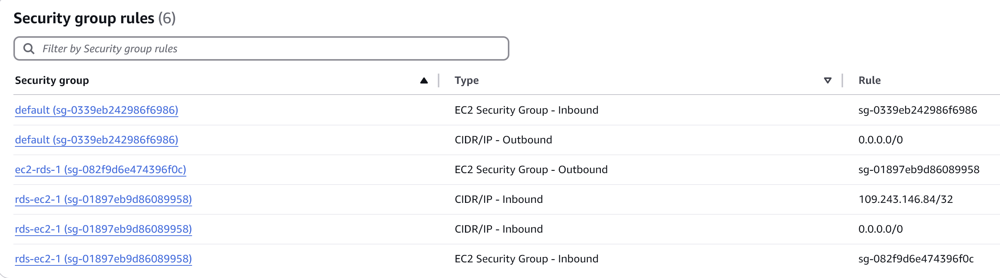 Security group rules (6)
Filter by Security group rules
Security group Type Rule
default (sg-0339eb242986f6986) EC2 Security Group - Inbound sg-0339eb242986f6986
default (sg-0339eb242986f6986) CIDR/IP - Outbound 0.0.0.0/0
ec2-rds-1 (sg-082f9d6e474396f0c) EC2 Security Group - Outbound sg-01897eb9d86089958
rds-ec2-1 (sg-01897eb9d86089958) CIDR/IP - Inbound 109.243.146.84/32
rds-ec2-1 (sg-01897eb9d86089958) CIDR/IP - Inbound 0.0.0.0/0
rds-ec2-1 (sg-01897eb9d86089958) EC2 Security Group - Inbound sg-082f9d6e474396f0c